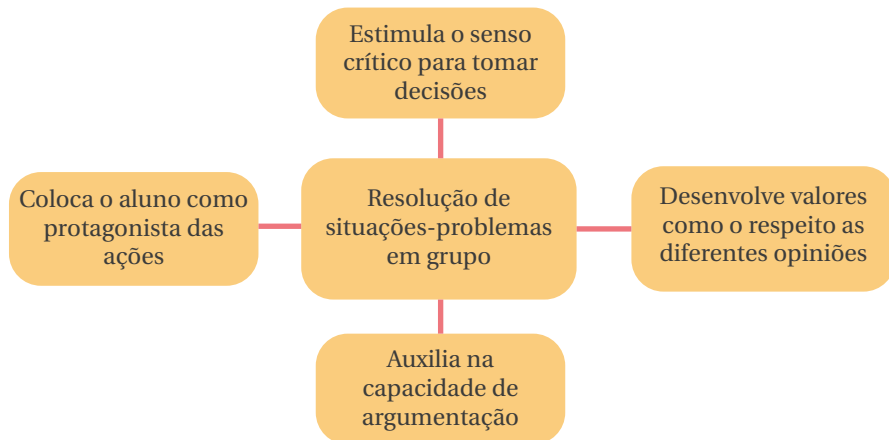 Estimula o senso
crítico para tomar
decisões
Coloca o aluno como
protagonista das
ações
Resolução de
situações-problemas
em grupo
Desenvolve valores
como o respeito as
diferentes opiniões
Auxilia na
capacidade de
argumentação